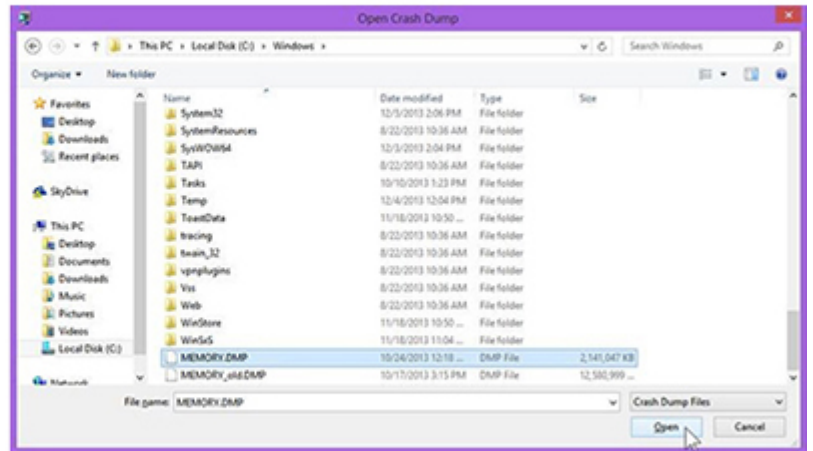 Open Crash Dump
This PC Local Disk (C:) Windows
Search Windows
Organize New folder
Name Date modified Type Size
System32 12/5/2013 2:06 PM File folder
SystemResources 8/22/2013 10:36 AM File folder
SysWOW64 12/3/2013 2:04 PM File folder
TAPI 8/22/2013 10:36 AM File folder
Tasks 10/10/2013 1:23 PM File folder
Temp 12/4/2013 12:04 PM File folder
ToastData 11/18/2013 10:50 ... File folder
tracing 8/22/2013 10:36 AM File folder
twain_32 8/22/2013 10:36 AM File folder
vpnplugins 8/22/2013 10:36 AM File folder
Vss 8/22/2013 10:36 AM File folder
Web 8/22/2013 10:36 AM File folder
WinStore 11/18/2013 10:50 ... File folder
WinSxS 11/18/2013 11:04 ... File folder
MEMORY.DMP 10/24/2013 12:18 ... DMP File 2,141,047 KB
MEMORY_old.DMP 10/17/2013 3:15 PM DMP File 12,580,999 ...
Favorites
Desktop
Downloads
Recent places
SkyDrive
This PC
Desktop
Documents
Downloads
Music
Pictures
Videos
Local Disk (C:)
Network
File name: MEMORY.DMP
Crash Dump Files
Open Cancel